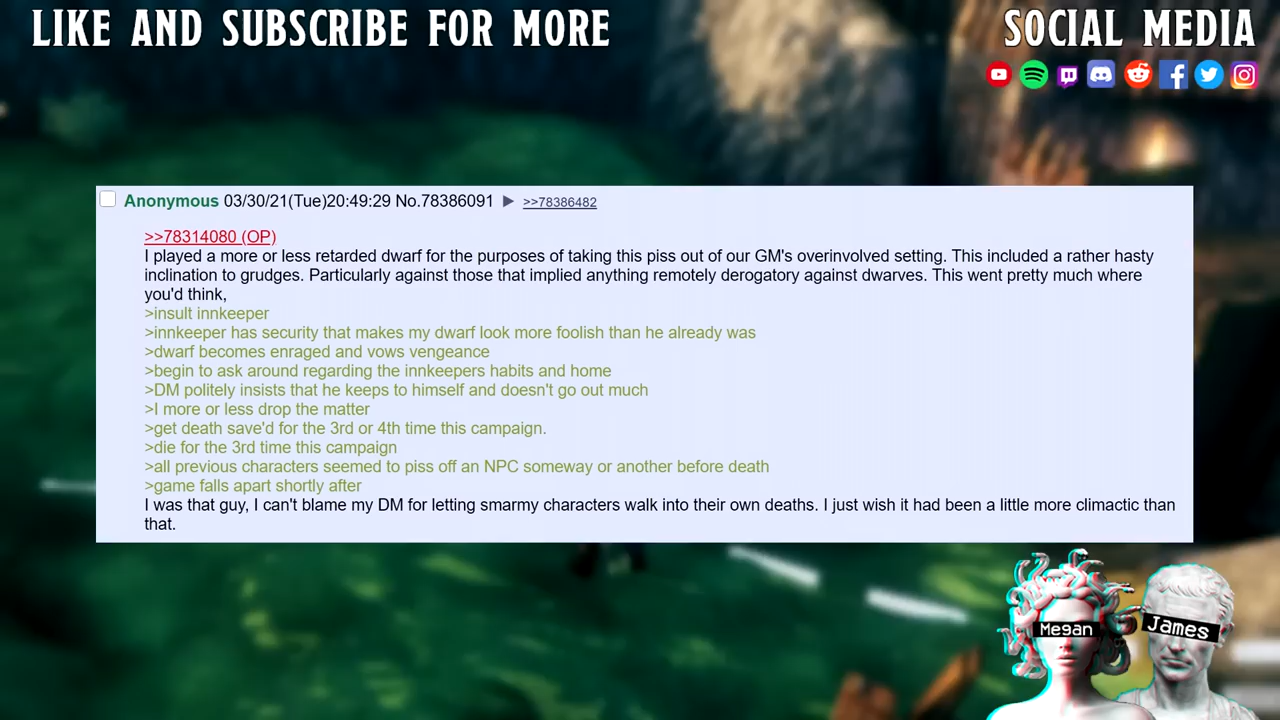 LIKE AND SUBSCRIBE FOR MORE
SOCIAL MEDIA
Anonymous 03/30/21(Tue)20:49:29 No.78386091 ▶ >>78386482
>>78314080 (OP)
I played a more or less retarded dwarf for the purposes of taking this piss out of our GM's overinvolved setting. This included a rather hasty
inclination to grudges. Particularly against those that implied anything remotely derogatory against dwarves. This went pretty much where
you'd think,
>insult innkeeper
>innkeeper has security that makes my dwarf look more foolish than he already was
>dwarf becomes enraged and vows vengeance
>begin to ask around regarding the innkeepers habits and home
>DM politely insists that he keeps to himself and doesn't go out much
>I more or less drop the matter
>get death save'd for the 3rd or 4th time this campaign.
>die for the 3rd time this campaign
>all previous characters seemed to piss off an NPC someway or another before death
>game falls apart shortly after
I was that guy, I can't blame my DM for letting smarmy characters walk into their own deaths. I just wish it had been a little more climactic than
that.
Megan
James